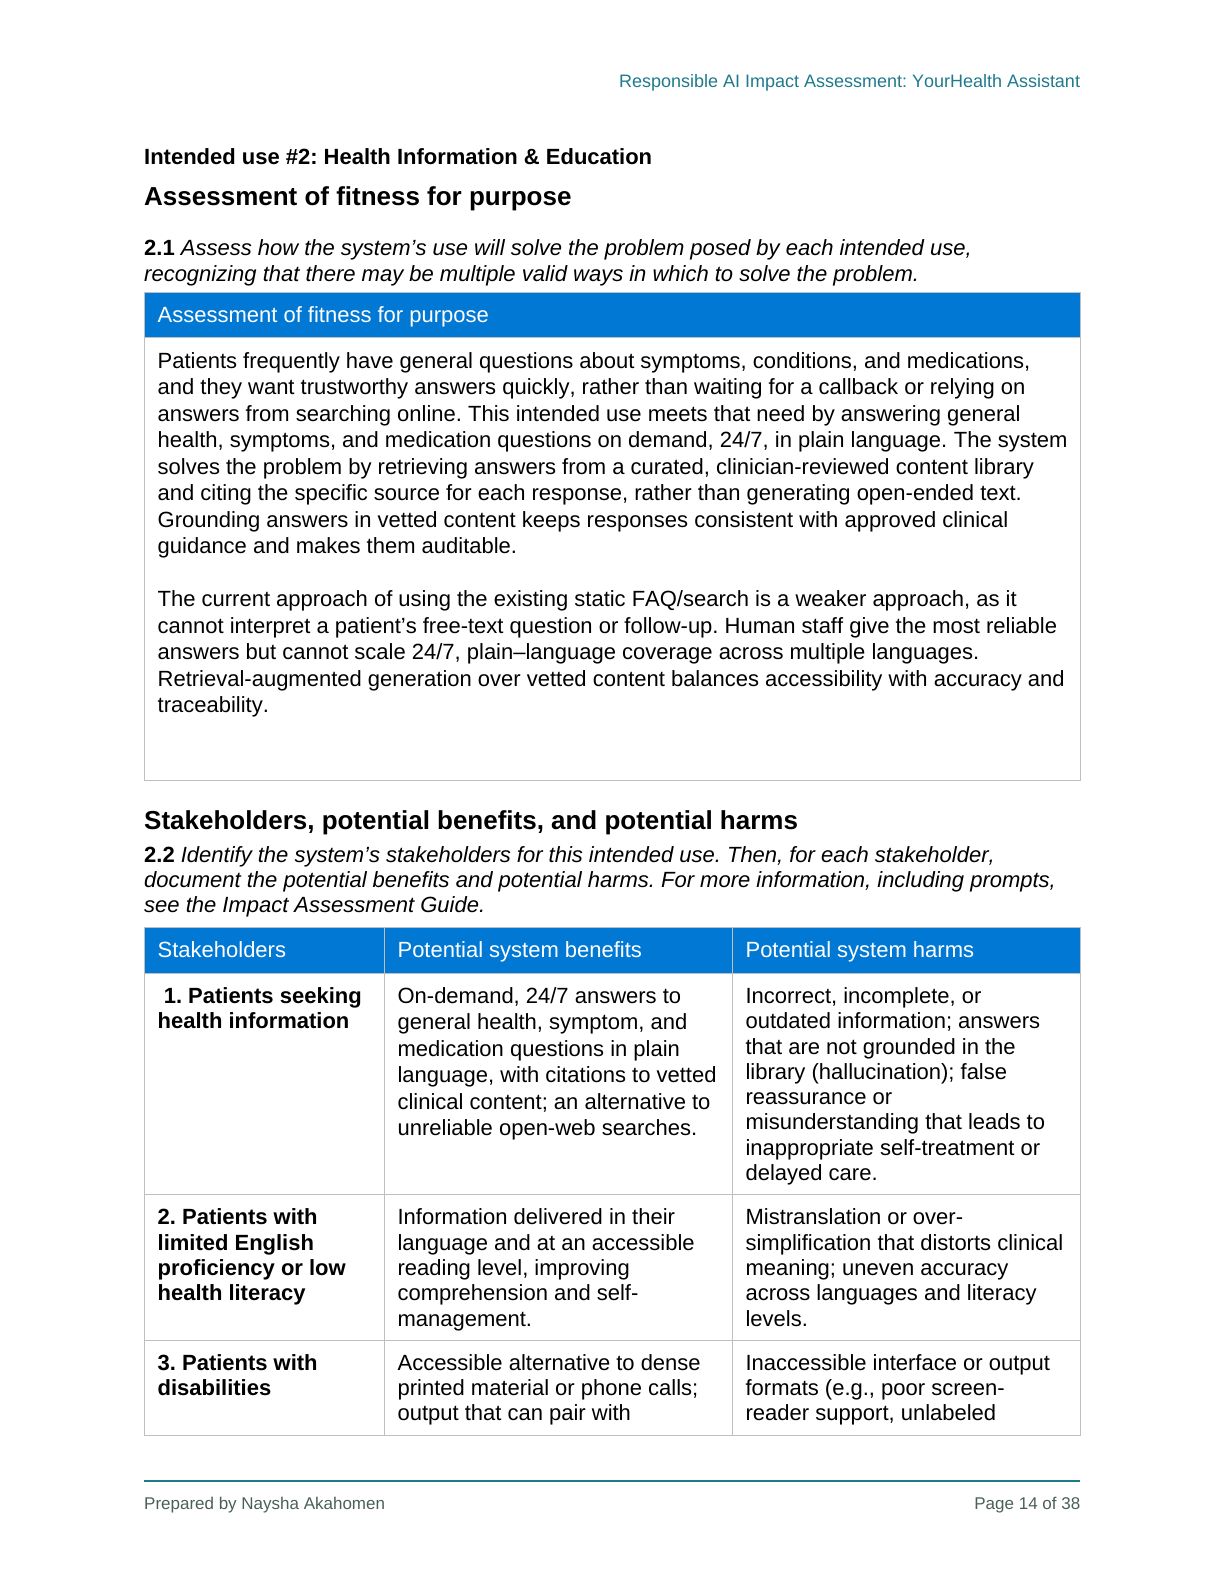 Responsible AI Impact Assessment: YourHealth Assistant
Intended use #2: Health Information & Education
Assessment of fitness for purpose
2.1 Assess how the system’s use will solve the problem posed by each intended use,
recognizing that there may be multiple valid ways in which to solve the problem.
Assessment of fitness for purpose
Patients frequently have general questions about symptoms, conditions, and medications,
and they want trustworthy answers quickly, rather than waiting for a callback or relying on
answers from searching online. This intended use meets that need by answering general
health, symptoms, and medication questions on demand, 24/7, in plain language. The system
solves the problem by retrieving answers from a curated, clinician-reviewed content library
and citing the specific source for each response, rather than generating open-ended text.
Grounding answers in vetted content keeps responses consistent with approved clinical
guidance and makes them auditable.
The current approach of using the existing static FAQ/search is a weaker approach, as it
cannot interpret a patient’s free-text question or follow-up. Human staff give the most reliable
answers but cannot scale 24/7, plain–language coverage across multiple languages.
Retrieval-augmented generation over vetted content balances accessibility with accuracy and
traceability.
Stakeholders, potential benefits, and potential harms
2.2 Identify the system’s stakeholders for this intended use. Then, for each stakeholder,
document the potential benefits and potential harms. For more information, including prompts,
see the Impact Assessment Guide.
Stakeholders
Potential system benefits
Potential system harms
1. Patients seeking
health information
On-demand, 24/7 answers to
general health, symptom, and
medication questions in plain
language, with citations to vetted
clinical content; an alternative to
unreliable open-web searches.
Incorrect, incomplete, or
outdated information; answers
that are not grounded in the
library (hallucination); false
reassurance or
misunderstanding that leads to
inappropriate self-treatment or
delayed care.
2. Patients with
limited English
proficiency or low
health literacy
Information delivered in their
language and at an accessible
reading level, improving
comprehension and self-
management.
Mistranslation or over-
simplification that distorts clinical
meaning; uneven accuracy
across languages and literacy
levels.
3. Patients with
disabilities
Accessible alternative to dense
printed material or phone calls;
output that can pair with
Inaccessible interface or output
formats (e.g., poor screen-
reader support, unlabeled
Prepared by Naysha Akahomen
Page 14 of 38